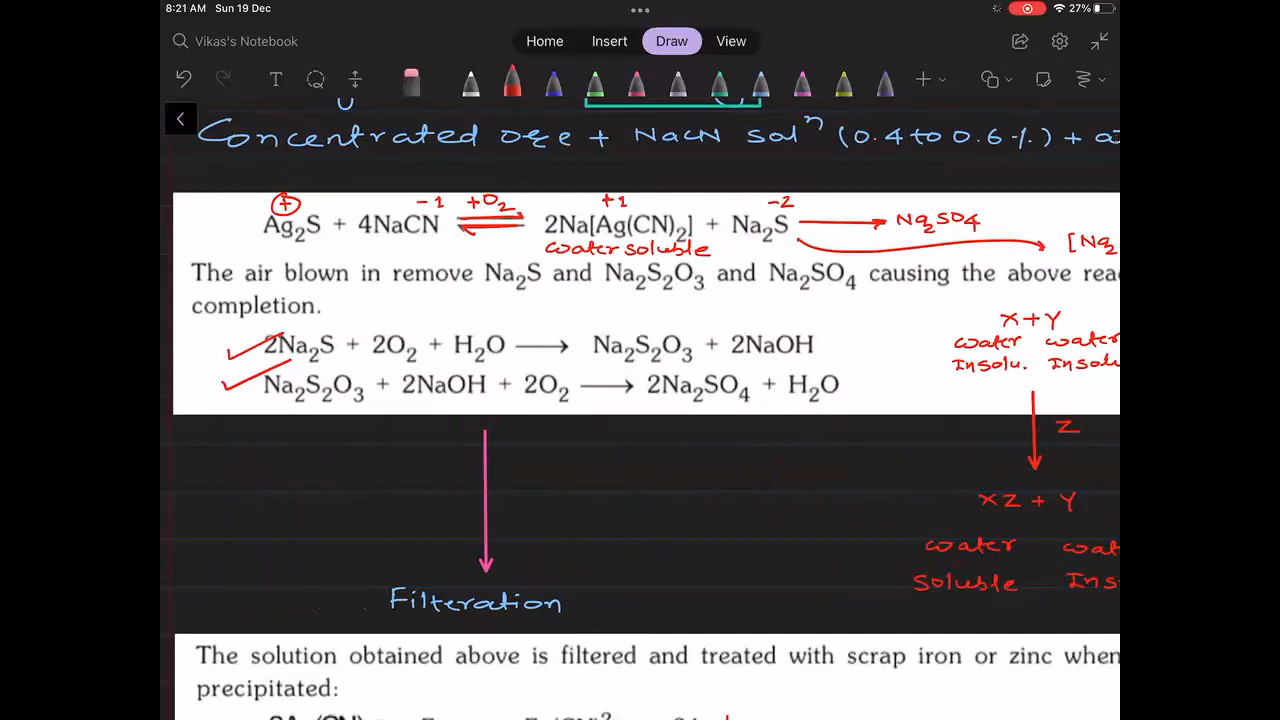 8:21 AM Sun 19 Dec
27%
Vikas's Notebook
Home Insert Draw View
Concentrated ore + NaCN solⁿ (0.4 to 0.6 %) +
+ -1 +O₂ +1 -2
Ag₂S + 4NaCN ⇌ 2Na[Ag(CN)₂] + Na₂S → Na₂SO₄
water soluble
[Na₂
The air blown in remove Na₂S and Na₂S₂O₃ and Na₂SO₄ causing the above rea
completion.
X+Y
water water
Insolu. Insolu
2Na₂S + 2O₂ + H₂O ⟶ Na₂S₂O₃ + 2NaOH
Na₂S₂O₃ + 2NaOH + 2O₂ ⟶ 2Na₂SO₄ + H₂O
Z
XZ + Y
water wat
Soluble Ins
Filteration
The solution obtained above is filtered and treated with scrap iron or zinc when
precipitated: